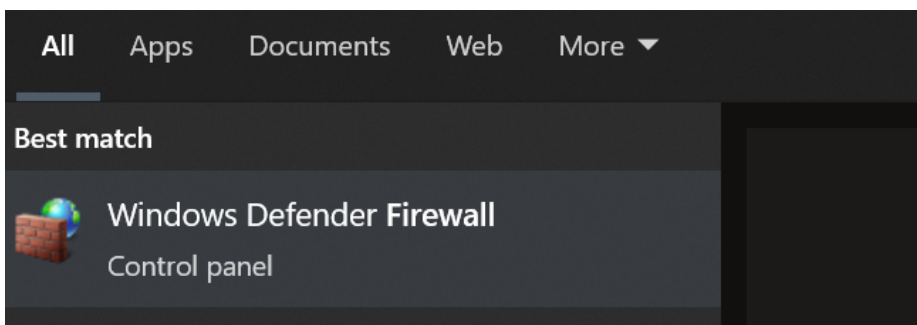 All Apps Documents Web More
Best match
Windows Defender Firewall
Control panel